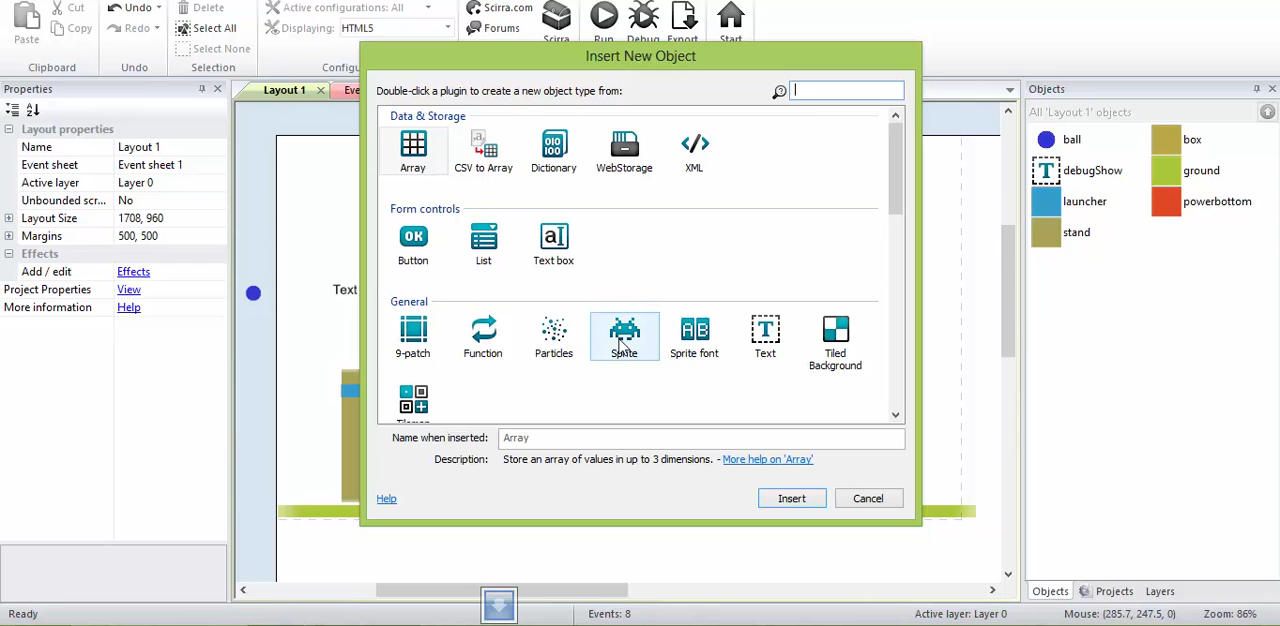 Cut
Undo
Delete
Active configurations: All
Scirra.com
Paste
Copy
Redo
Select All
Displaying:
HTML5
Forums
Select None
Scirra
Run
Debug
Export
Start
Clipboard
Undo
Selection
Configu
Properties
Layout 1
Eve
Insert New Object
Objects
Layout properties
Name
Layout 1
Event sheet
Event sheet 1
Active layer
Layer 0
Unbounded scr...
No
Layout Size
1708, 960
Margins
500, 500
Effects
Add / edit
Effects
Project Properties
View
More information
Help
Text
Double-click a plugin to create a new object type from:
Data & Storage
Array
CSV to Array
Dictionary
WebStorage
XML
Form controls
OK
aI
Button
List
Text box
General
AB
T
9-patch
Function
Particles
Sprite
Sprite font
Text
Tiled
Background
Name when inserted:
Array
Description:
Store an array of values in up to 3 dimensions. - More help on 'Array'
Help
Insert
Cancel
All 'Layout 1' objects
ball
box
T
debugShow
ground
launcher
powerbottom
stand
Objects
Projects
Layers
Ready
Events: 8
Active layer: Layer 0
Mouse: (285.7, 247.5, 0)
Zoom: 86%